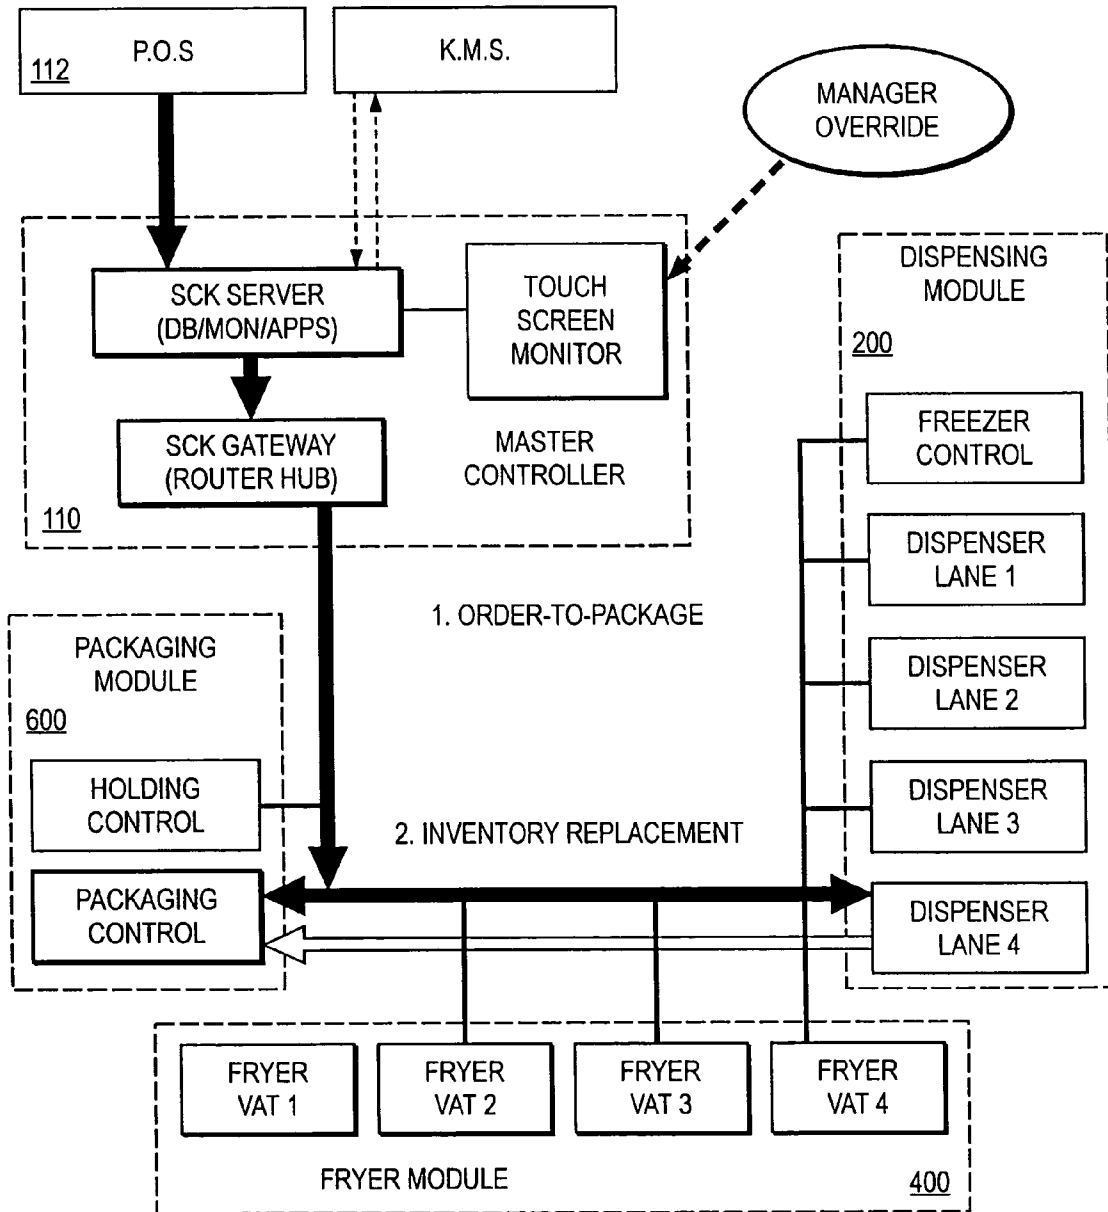 P.O.S
112
K.M.S.
MANAGER
OVERRIDE
SCK SERVER
(DB/MON/APPS)
TOUCH
SCREEN
MONITOR
SCK GATEWAY
(ROUTER HUB)
MASTER
CONTROLLER
110
DISPENSING
MODULE
200
FREEZER
CONTROL
DISPENSER
LANE 1
DISPENSER
LANE 2
DISPENSER
LANE 3
DISPENSER
LANE 4
1. ORDER-TO-PACKAGE
PACKAGING
MODULE
600
HOLDING
CONTROL
2. INVENTORY REPLACEMENT
PACKAGING
CONTROL
FRYER
VAT 1
FRYER
VAT 2
FRYER
VAT 3
FRYER
VAT 4
FRYER MODULE
400